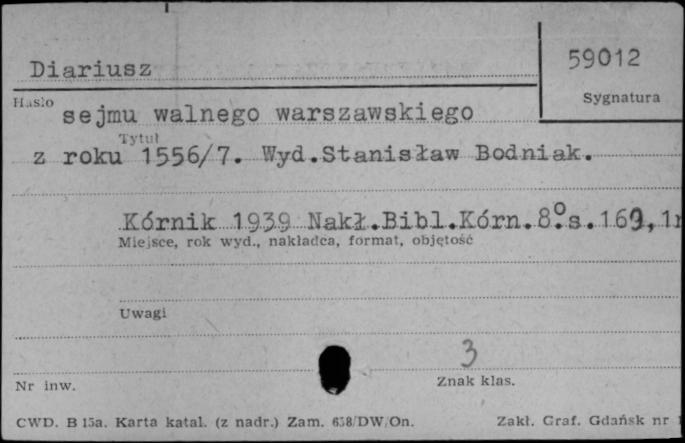 59012
Diariusz
Sygnatura
Hasło
sejmu walnego warszawskiego
Tytuł
z roku 1556/7. Wyd.Stanisław Bodniak.
Kórnik 1939 Nakł.Bibl.Kórn.8° s.169,1
Miejsce, rok wyd., nakładca, format, objętość
Uwagi
3
Nr inw.
Znak klas.
CWD. B 15a. Karta katal. (z nadr.) Zam. 638/DW/On.
Zakł. Graf. Gdańsk nr